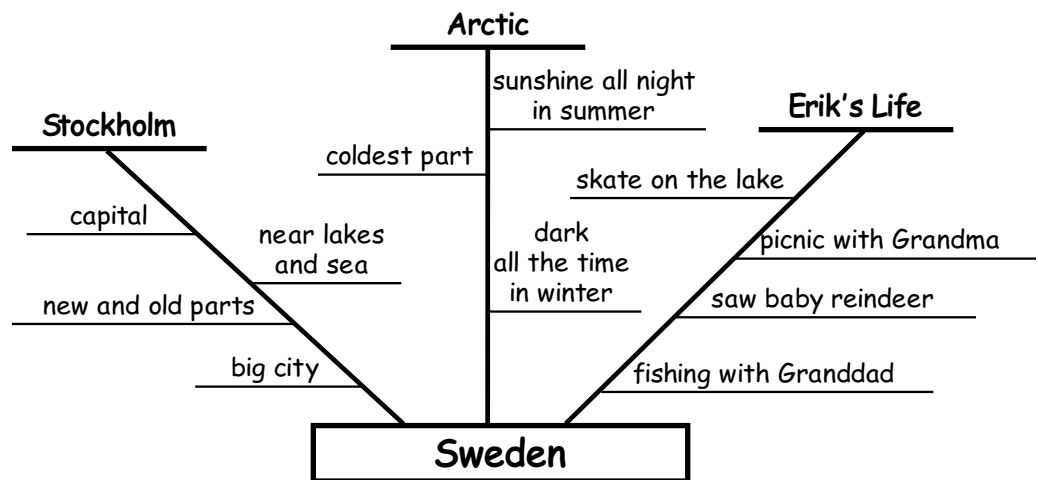 Arctic
sunshine all night
in summer
coldest part
dark
all the time
in winter
Stockholm
capital
near lakes
and sea
new and old parts
big city
Erik's Life
skate on the lake
picnic with Grandma
saw baby reindeer
fishing with Granddad
Sweden